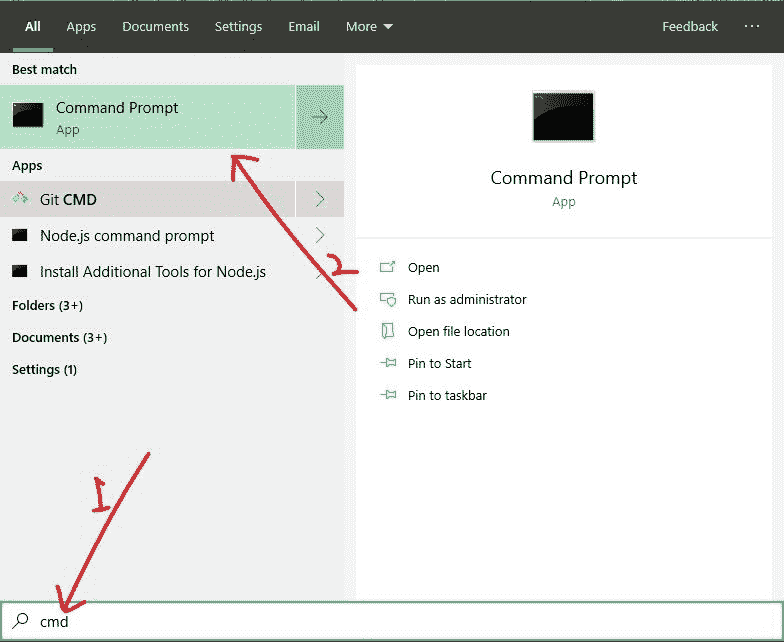 All Apps Documents Settings Email More Feedback ···
Best match
Command Prompt
App
Apps
Git CMD
Node.js command prompt
Install Additional Tools for Node.js
Folders (3+)
Documents (3+)
Settings (1)
Command Prompt
App
Open
Run as administrator
Open file location
Pin to Start
Pin to taskbar
2
1
cmd